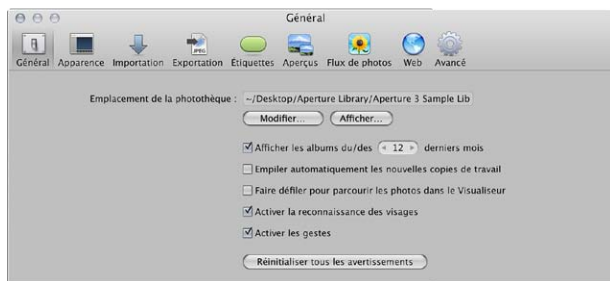 Général
Général Apparence Importation Exportation Étiquettes Aperçus Flux de photos Web Avancé
Emplacement de la photothèque : ~/Desktop/Aperture Library/Aperture 3 Sample Lib
Modifier... Afficher...
Afficher les albums du/des 12 derniers mois
Empiler automatiquement les nouvelles copies de travail
Faire défiler pour parcourir les photos dans le Visualiseur
Activer la reconnaissance des visages
Activer les gestes
Réinitialiser tous les avertissements